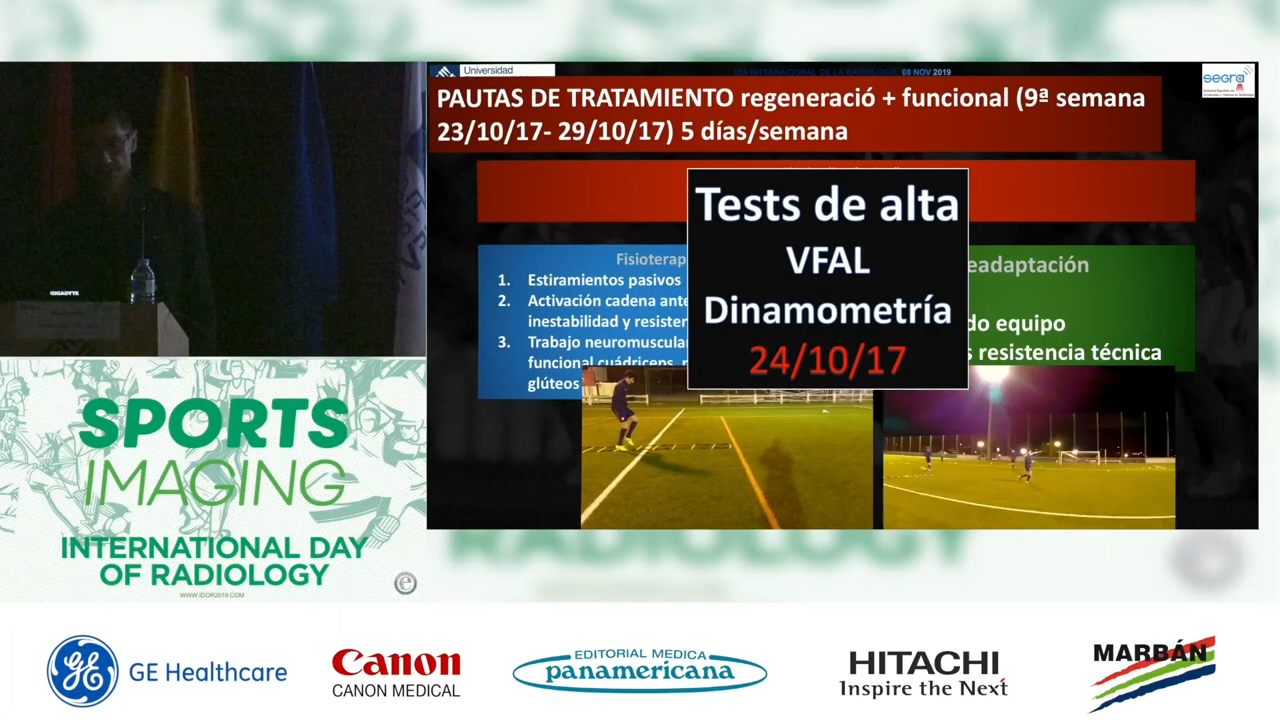 Universidad
DIA INTERNACIONAL DE LA RADIOLOGÍA 08 NOV 2019
segra
PAUTAS DE TRATAMIENTO regeneració + funcional (9ª semana
23/10/17- 29/10/17) 5 días/semana
Tests de alta
VFAL
Dinamometría
24/10/17
Fisioterap
1. Estiramientos pasivos
2. Activación cadena ante
inestabilidad y resister
3. Trabajo neuromuscula
funcional cuádriceps
glúteos
eadaptación
do equipo
s resistencia técnica
GIGABYTE
SPORTS
IMAGING
INTERNATIONAL DAY
OF RADIOLOGY
WWW.IDOR2019.COM
GE Healthcare
Canon
CANON MEDICAL
EDITORIAL MEDICA
panamericana
HITACHI
Inspire the Next
MARBÁN